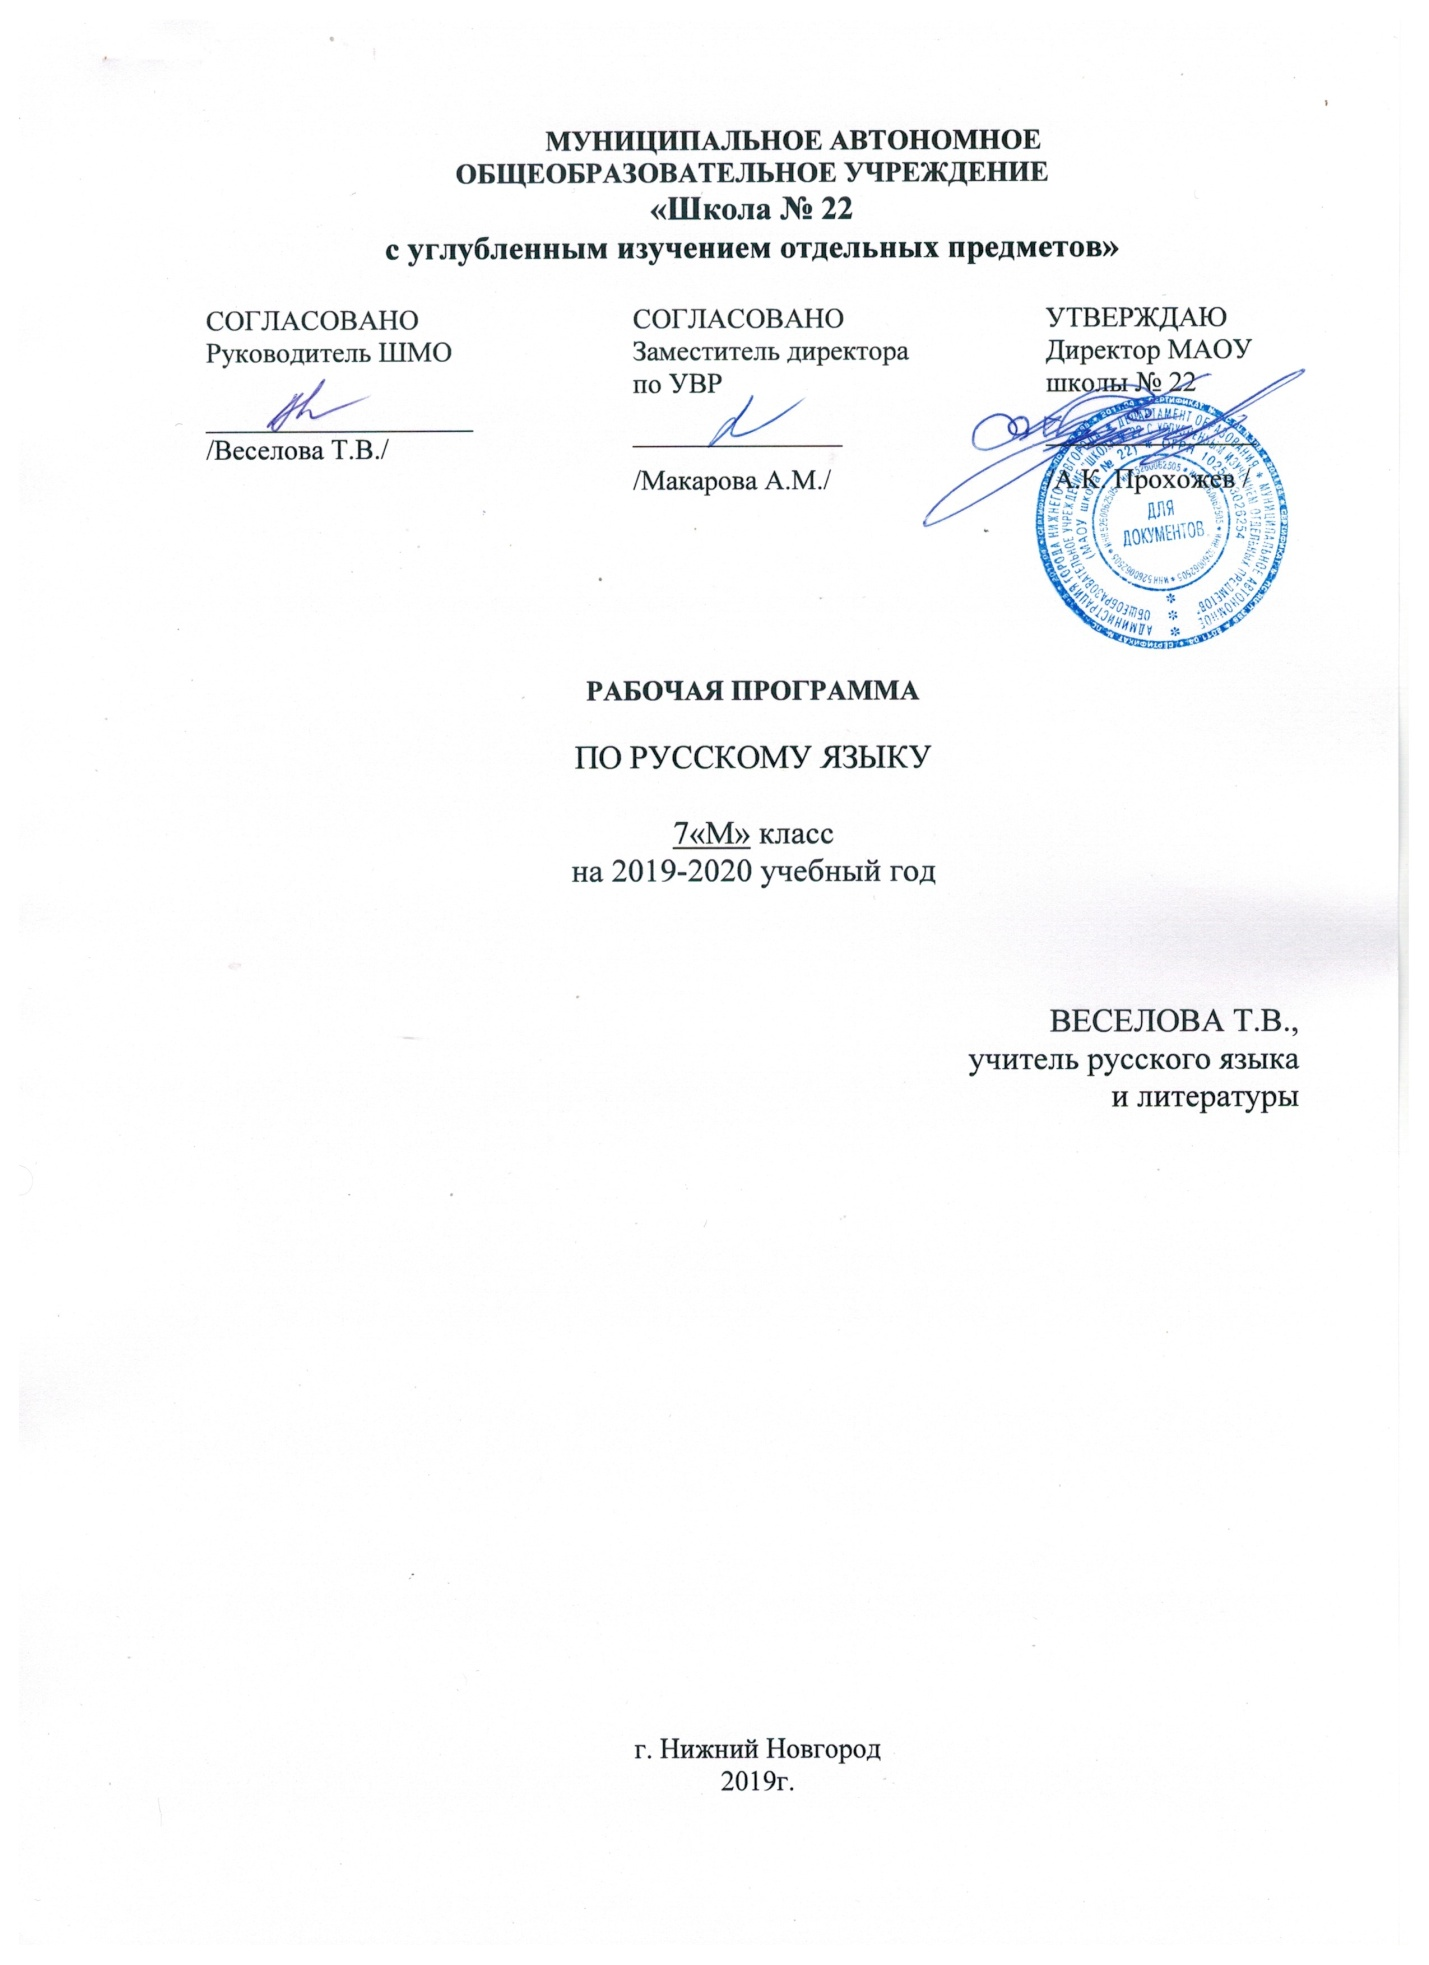 МУНИЦИПАЛЬНОЕ АВТОНОМНОЕ
ОБЩЕОБРАЗОВАТЕЛЬНОЕ УЧРЕЖДЕНИЕ
«Школа № 22
с углубленным изучением отдельных предметов»
СОГЛАСОВАНО
Руководитель ШМО
/Веселова Т.В./
СОГЛАСОВАНО
Заместитель директора
по УВР
/Макарова А.М./
УТВЕРЖДАЮ
Директор МАОУ
школы № 22
А.К. Прохожев /
ДЛЯ
ДОКУМЕНТОВ
РАБОЧАЯ ПРОГРАММА
ПО РУССКОМУ ЯЗЫКУ
7«М» класс
на 2019-2020 учебный год
ВЕСЕЛОВА Т.В.,
учитель русского языка
и литературы
г. Нижний Новгород
2019г.